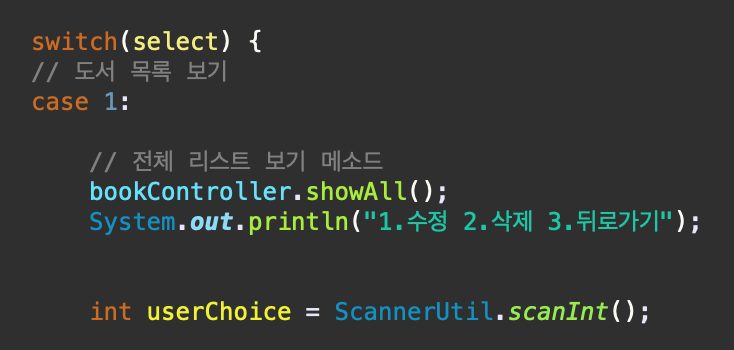 switch(select) {
// 도서 목록 보기
case 1:
// 전체 리스트 보기 메소드
bookController.showAll();
System.out.println("1.수정 2.삭제 3.뒤로가기");
int userChoice = ScannerUtil.scanInt();